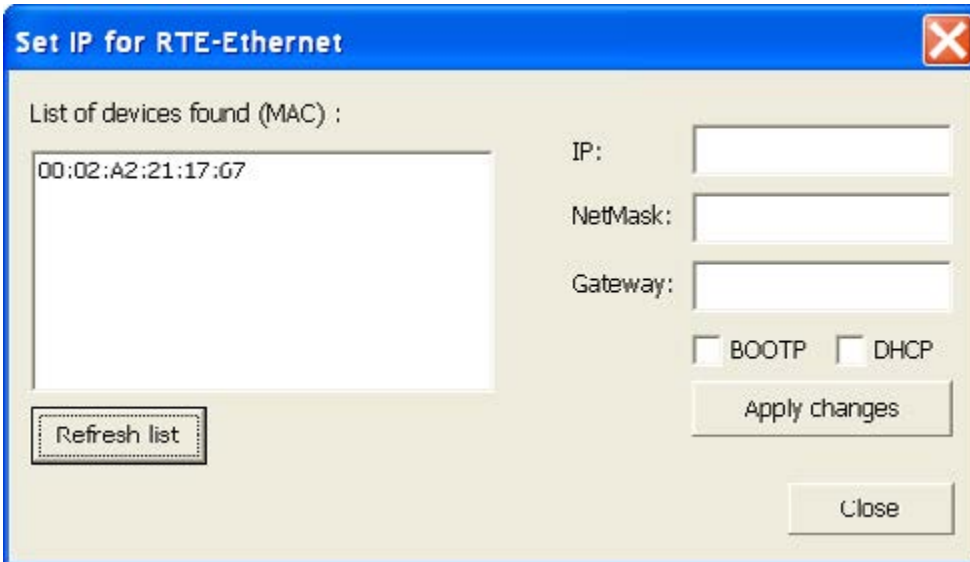 Set IP for RTE-Ethernet
List of devices found (MAC) :
00:02:A2:21:17:67
IP:
NetMask:
Gateway:
BOOTP DHCP
Apply changes
Refresh list
Close